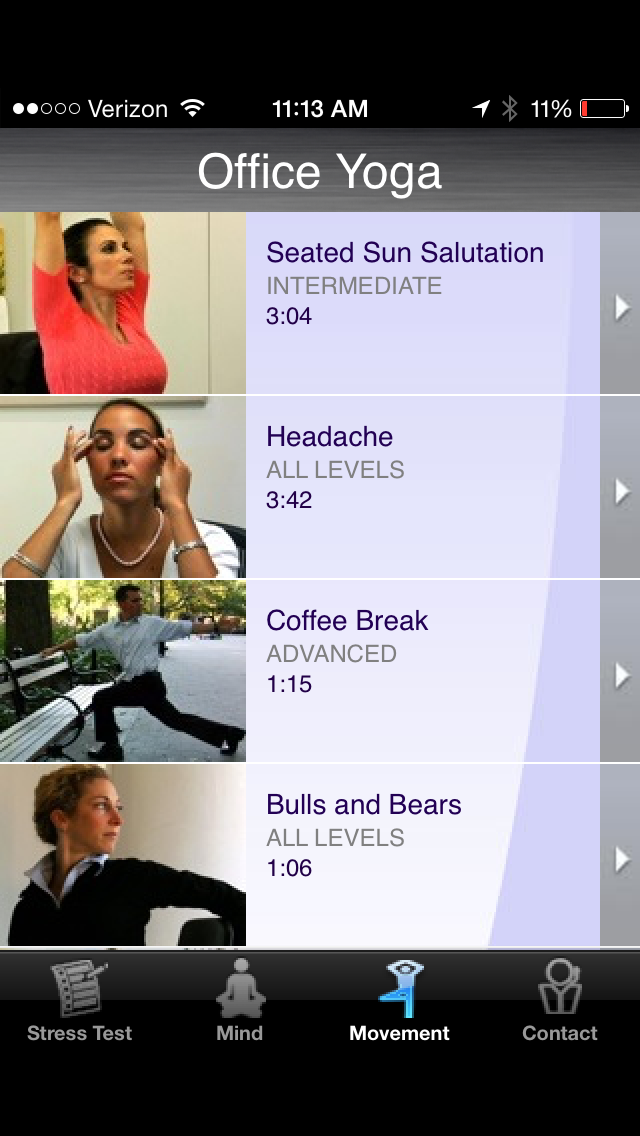 Verizon 11:13 AM 11%
Office Yoga
Seated Sun Salutation
INTERMEDIATE
3:04
Headache
ALL LEVELS
3:42
Coffee Break
ADVANCED
1:15
Bulls and Bears
ALL LEVELS
1:06
Stress Test Mind Movement Contact